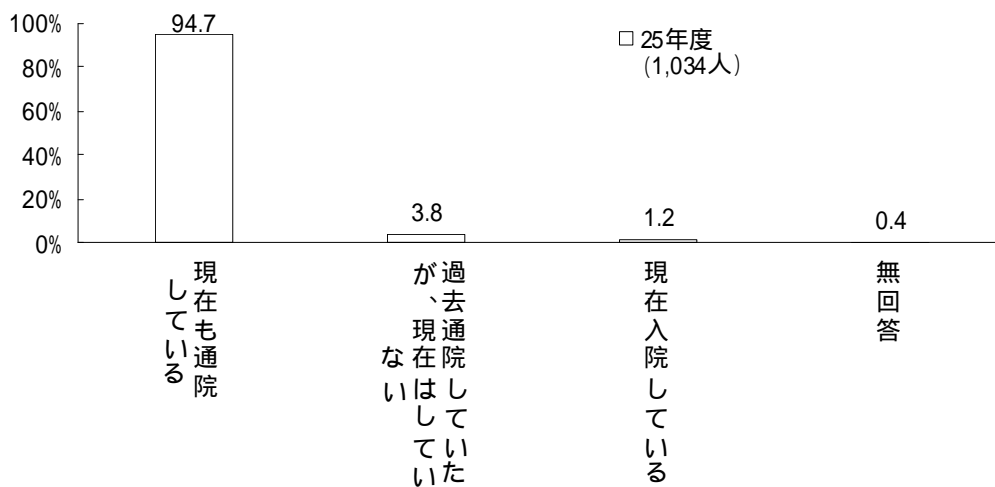 100%
80%
60%
40%
20%
0%
94.7
3.8
1.2
0.4
25年度
(1,034人)
現在も通院
している
過去通院していた
が、現在はしてい
ない
現在入院している
無回答